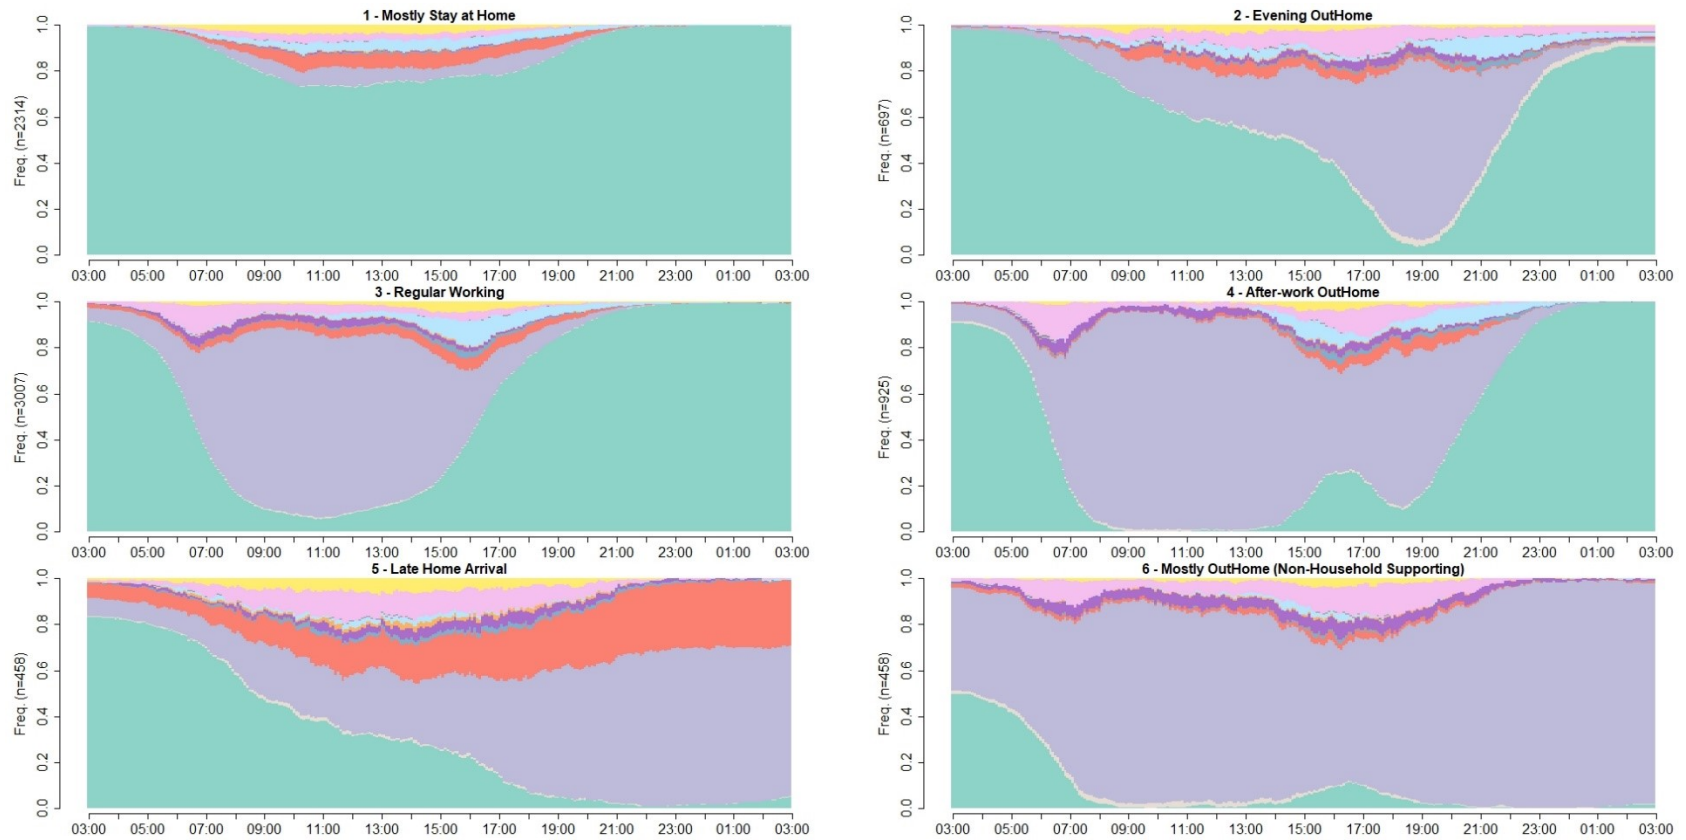 1 - Mostly Stay at Home
Freq. (n=2314)
0.0 0.2 0.4 0.6 0.8 1.0
03:00 05:00 07:00 09:00 11:00 13:00 15:00 17:00 19:00 21:00 23:00 01:00 03:00
2 - Evening OutHome
Freq. (n=697)
0.0 0.2 0.4 0.6 0.8 1.0
03:00 05:00 07:00 09:00 11:00 13:00 15:00 17:00 19:00 21:00 23:00 01:00 03:00
3 - Regular Working
Freq. (n=3007)
0.0 0.2 0.4 0.6 0.8 1.0
03:00 05:00 07:00 09:00 11:00 13:00 15:00 17:00 19:00 21:00 23:00 01:00 03:00
4 - After-work OutHome
Freq. (n=925)
0.0 0.2 0.4 0.6 0.8 1.0
03:00 05:00 07:00 09:00 11:00 13:00 15:00 17:00 19:00 21:00 23:00 01:00 03:00
5 - Late Home Arrival
Freq. (n=458)
0.0 0.2 0.4 0.6 0.8 1.0
03:00 05:00 07:00 09:00 11:00 13:00 15:00 17:00 19:00 21:00 23:00 01:00 03:00
6 - Mostly OutHome (Non-Household Supporting)
Freq. (n=458)
0.0 0.2 0.4 0.6 0.8 1.0
03:00 05:00 07:00 09:00 11:00 13:00 15:00 17:00 19:00 21:00 23:00 01:00 03:00